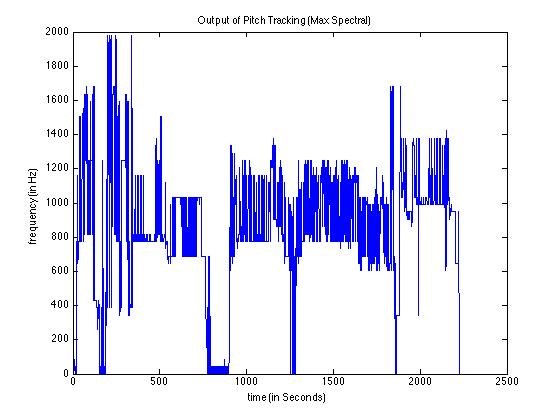 Output of Pitch Tracking (Max Spectral)
2000
1800
1600
1400
1200
1000
800
600
400
200
0
frequency (in Hz)
0 500 1000 1500 2000 2500
time (in Seconds)